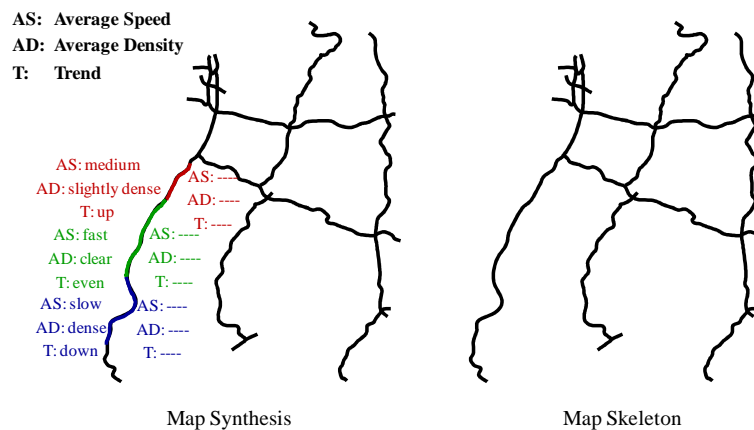 AS: Average Speed
AD: Average Density
T: Trend
AS: medium
AD: slightly dense
T: up
AS: ----
AD: ----
T: ----
AS: fast
AD: clear
T: even
AS: ----
AD: ----
T: ----
AS: slow
AD: dense
T: down
AS: ----
AD: ----
T: ----
Map Synthesis
Map Skeleton